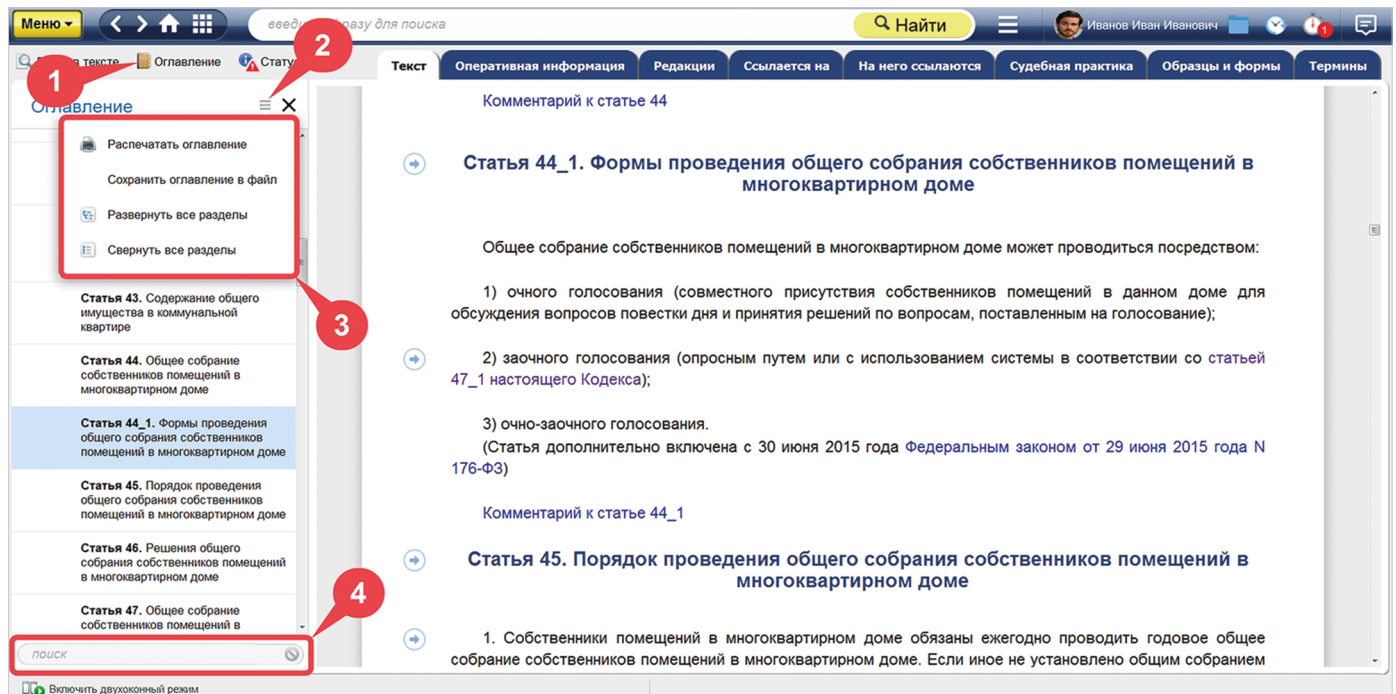 Меню
введи
разу для поиска
Найти
Иванов Иван Иванович
1
2
тексте
Оглавление
Стату
Текст
Оперативная информация
Редакции
Ссылается на
На него ссылаются
Судебная практика
Образцы и формы
Термины
1
Оглавление
Распечатать оглавление
Сохранить оглавление в файл
Развернуть все разделы
Свернуть все разделы
3
Статья 43. Содержание общего
имущества в коммунальной
квартире
Статья 44. Общее собрание
собственников помещений в
многоквартирном доме
Статья 44_1. Формы проведения
общего собрания собственников
помещений в многоквартирном доме
Статья 45. Порядок проведения
общего собрания собственников
помещений в многоквартирном доме
Статья 46. Решения общего
собрания собственников помещений
в многоквартирном доме
Статья 47. Общее собрание
собственников помещений в
4
поиск
Включить двухоконный режим
Комментарий к статье 44
Статья 44_1. Формы проведения общего собрания собственников помещений в
многоквартирном доме
Общее собрание собственников помещений в многоквартирном доме может проводиться посредством:
1) очного голосования (совместного присутствия собственников помещений в данном доме для
обсуждения вопросов повестки дня и принятия решений по вопросам, поставленным на голосование);
2) заочного голосования (опросным путем или с использованием системы в соответствии со статьей
47_1 настоящего Кодекса);
3) очно-заочного голосования.
(Статья дополнительно включена с 30 июня 2015 года Федеральным законом от 29 июня 2015 года N
176-ФЗ)
Комментарий к статье 44_1
Статья 45. Порядок проведения общего собрания собственников помещений в
многоквартирном доме
1. Собственники помещений в многоквартирном доме обязаны ежегодно проводить годовое общее
собрание собственников помещений в многоквартирном доме. Если иное не установлено общим собранием